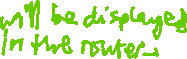 will be displayed
in the router.